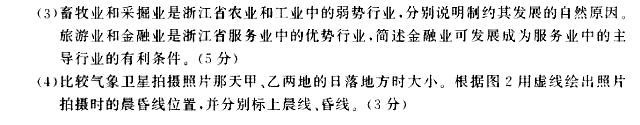 (3)畜牧业和采掘业是浙江省农业和工业中的弱势行业,分别说明制约其发展的自然原因。
旅游业和金融业是浙江省服务业中的优势行业,简述金融业可发展成为服务业中的主
导行业的有利条件。(5分)
(4)比较气象卫星拍摄照片那天甲、乙两地的日落地方时大小。根据图2用虚线绘出照片
拍摄时的晨昏线位置,并分别标上晨线、昏线。(3分)